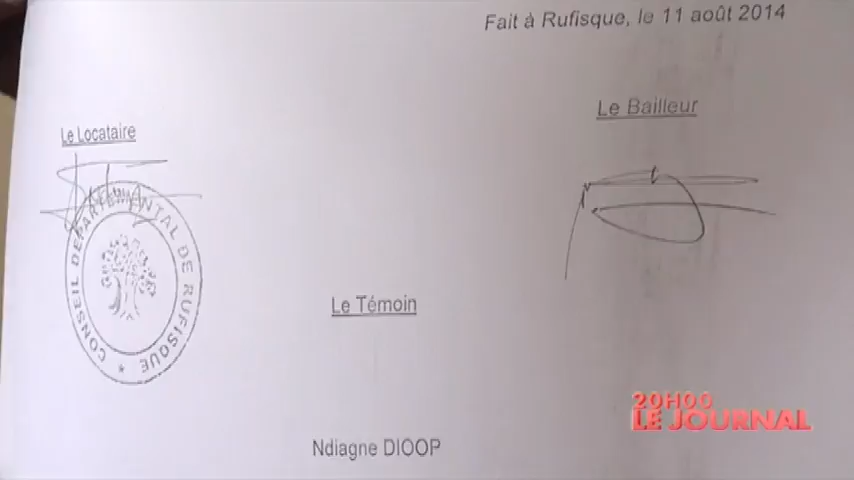 Fait à Rufisque, le 11 août 2014
Le Bailleur
Le Locataire
CONSEIL DEPARTEMENTAL DE RUFISQUE *
Le Témoin
Ndiagne DIOOP
20H00
LE JOURNAL